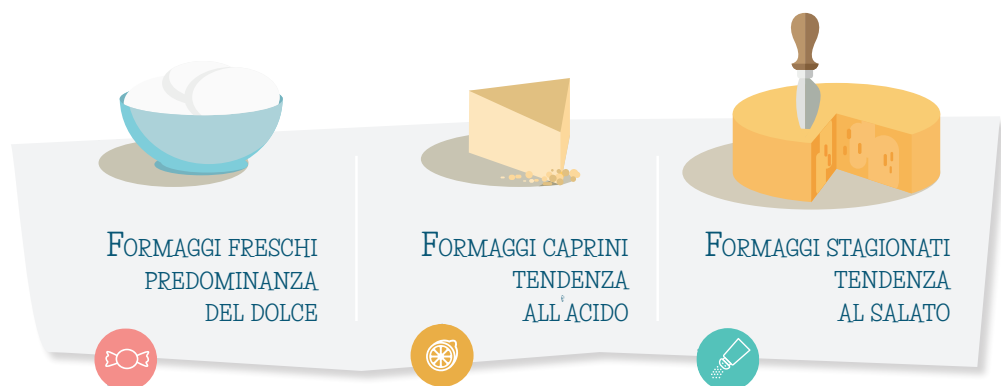 Formaggi freschi
predominanza
del dolce
Formaggi caprini
tendenza
all'acido
Formaggi stagionati
tendenza
al salato